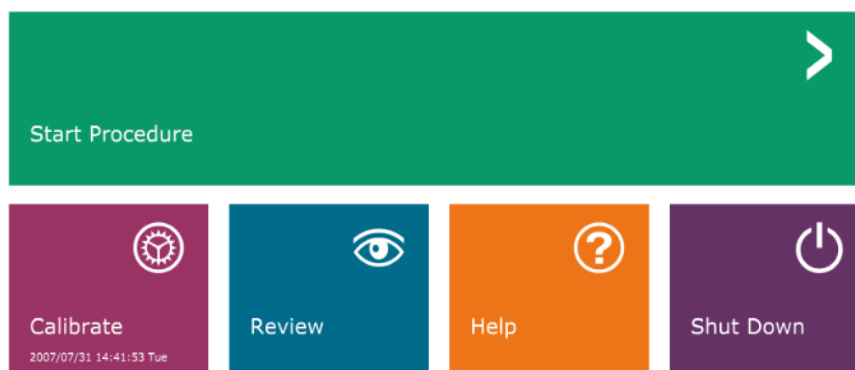 Start Procedure
Calibrate
2007/07/31 14:41:53 Tue
Review
Help
Shut Down